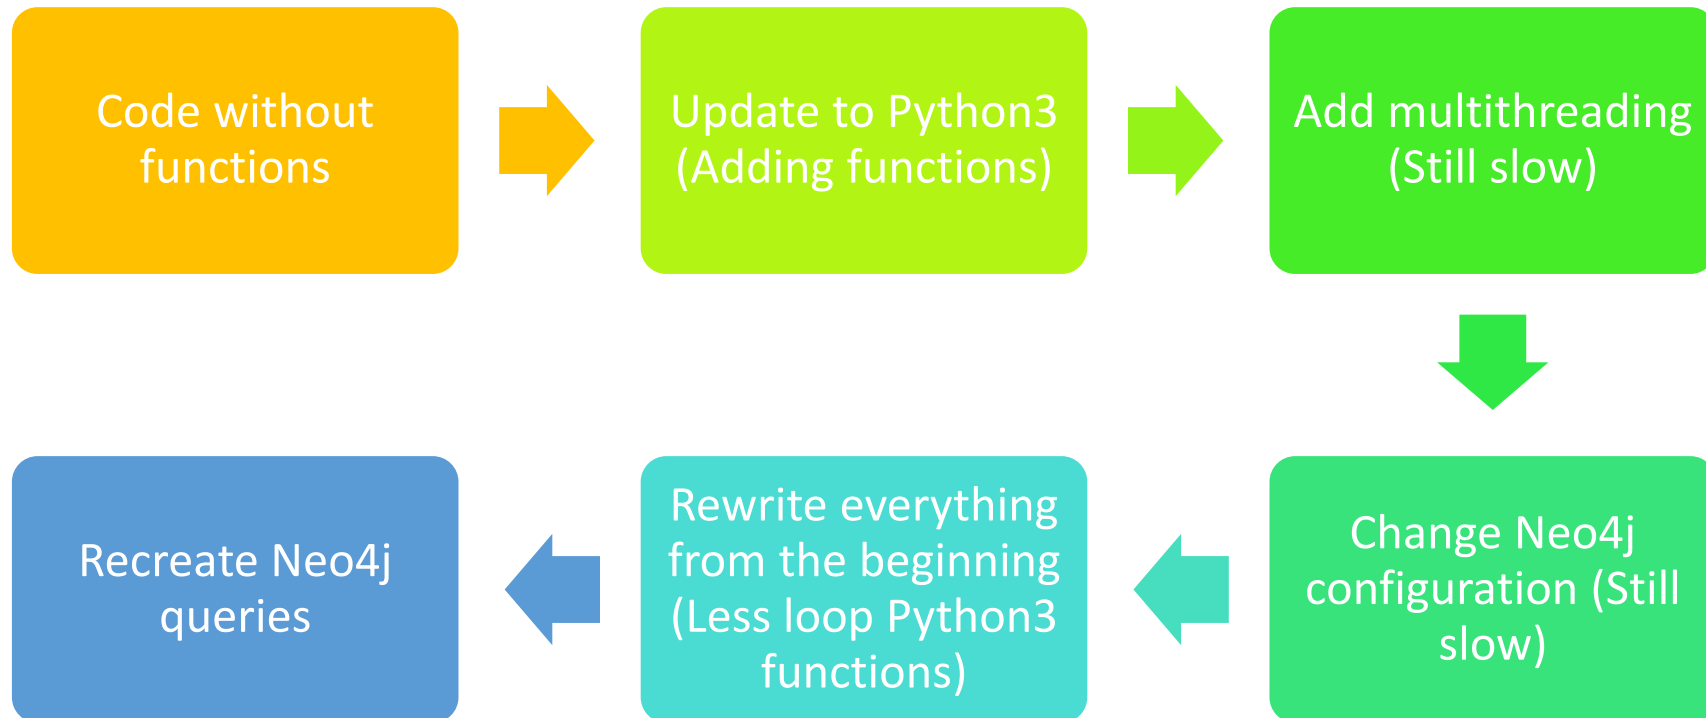 Code without
functions
Update to Python3
(Adding functions)
Add multithreading
(Still slow)
Change Neo4j
configuration (Still
slow)
Rewrite everything
from the beginning
(Less loop Python3
functions)
Recreate Neo4j
queries